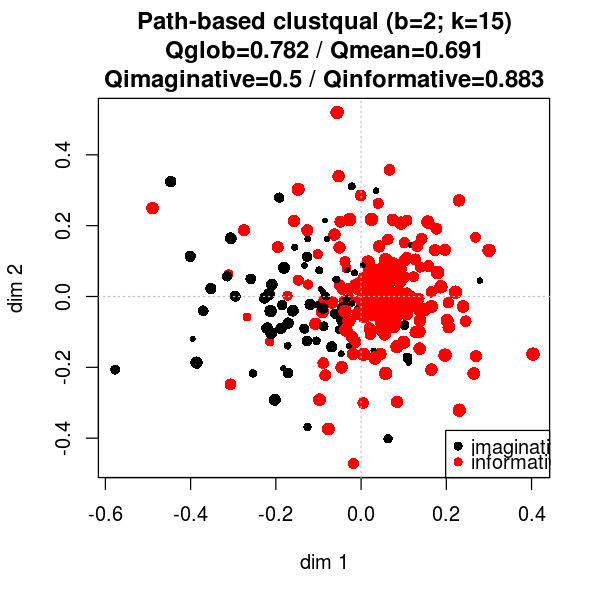 Path-based clustqual (b=2; k=15)
Qglob=0.782 / Qmean=0.691
Qimaginative=0.5 / Qinformative=0.883
dim 2
0.4
0.2
0.0
-0.2
-0.4
imaginati
informati
-0.6
-0.4
-0.2
0.0
0.2
0.4
dim 1